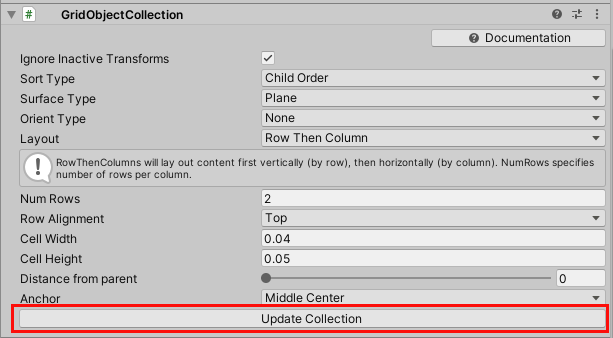 GridObjectCollection
Documentation
Ignore Inactive Transforms
Sort Type Child Order
Surface Type Plane
Orient Type None
Layout Row Then Column
RowThenColumns will lay out content first vertically (by row), then horizontally (by column). NumRows specifies
number of rows per column.
Num Rows 2
Row Alignment Top
Cell Width 0.04
Cell Height 0.05
Distance from parent 0
Anchor Middle Center
Update Collection